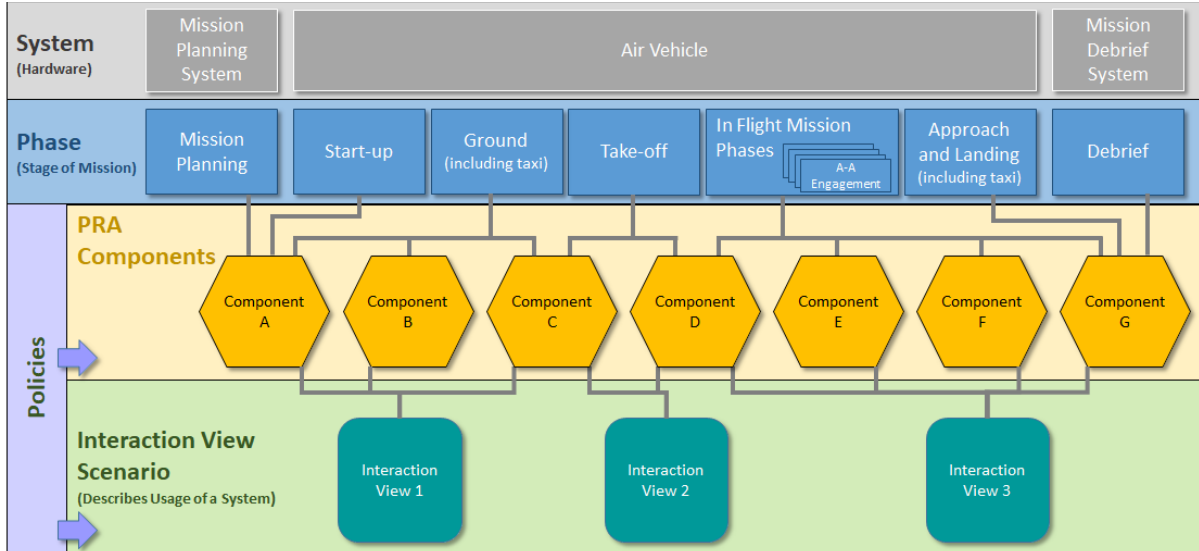 System
(Hardware)
Mission
Planning
System
Air Vehicle
Mission
Debrief
System
Phase
(Stage of Mission)
Mission
Planning
Start-up
Ground
(including taxi)
Take-off
In Flight Mission
Phases
A-A
Engagement
Approach
and Landing
(including taxi)
Debrief
Policies
PRA
Components
Component
A
Component
B
Component
C
Component
D
Component
E
Component
F
Component
G
Interaction View
Scenario
(Describes Usage of a System)
Interaction
View 1
Interaction
View 2
Interaction
View 3